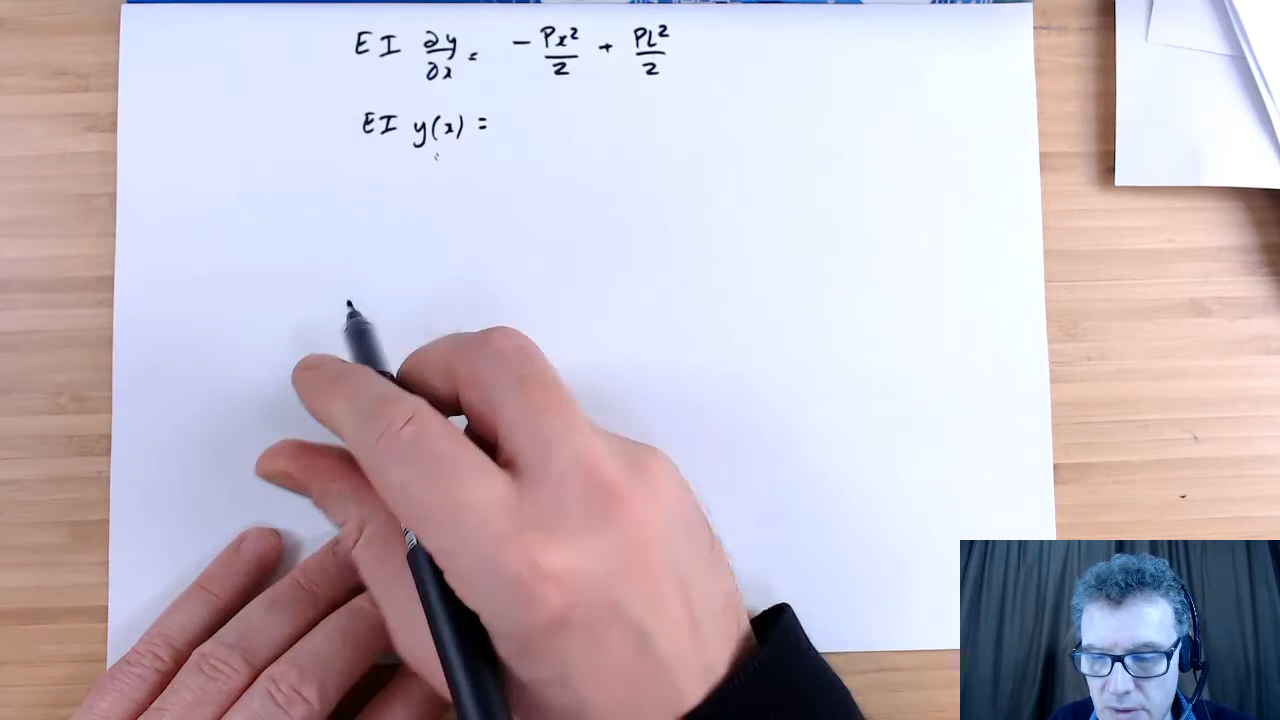 EI ∂y/∂x = - Px²/2 + PL²/2
EI y(x) =